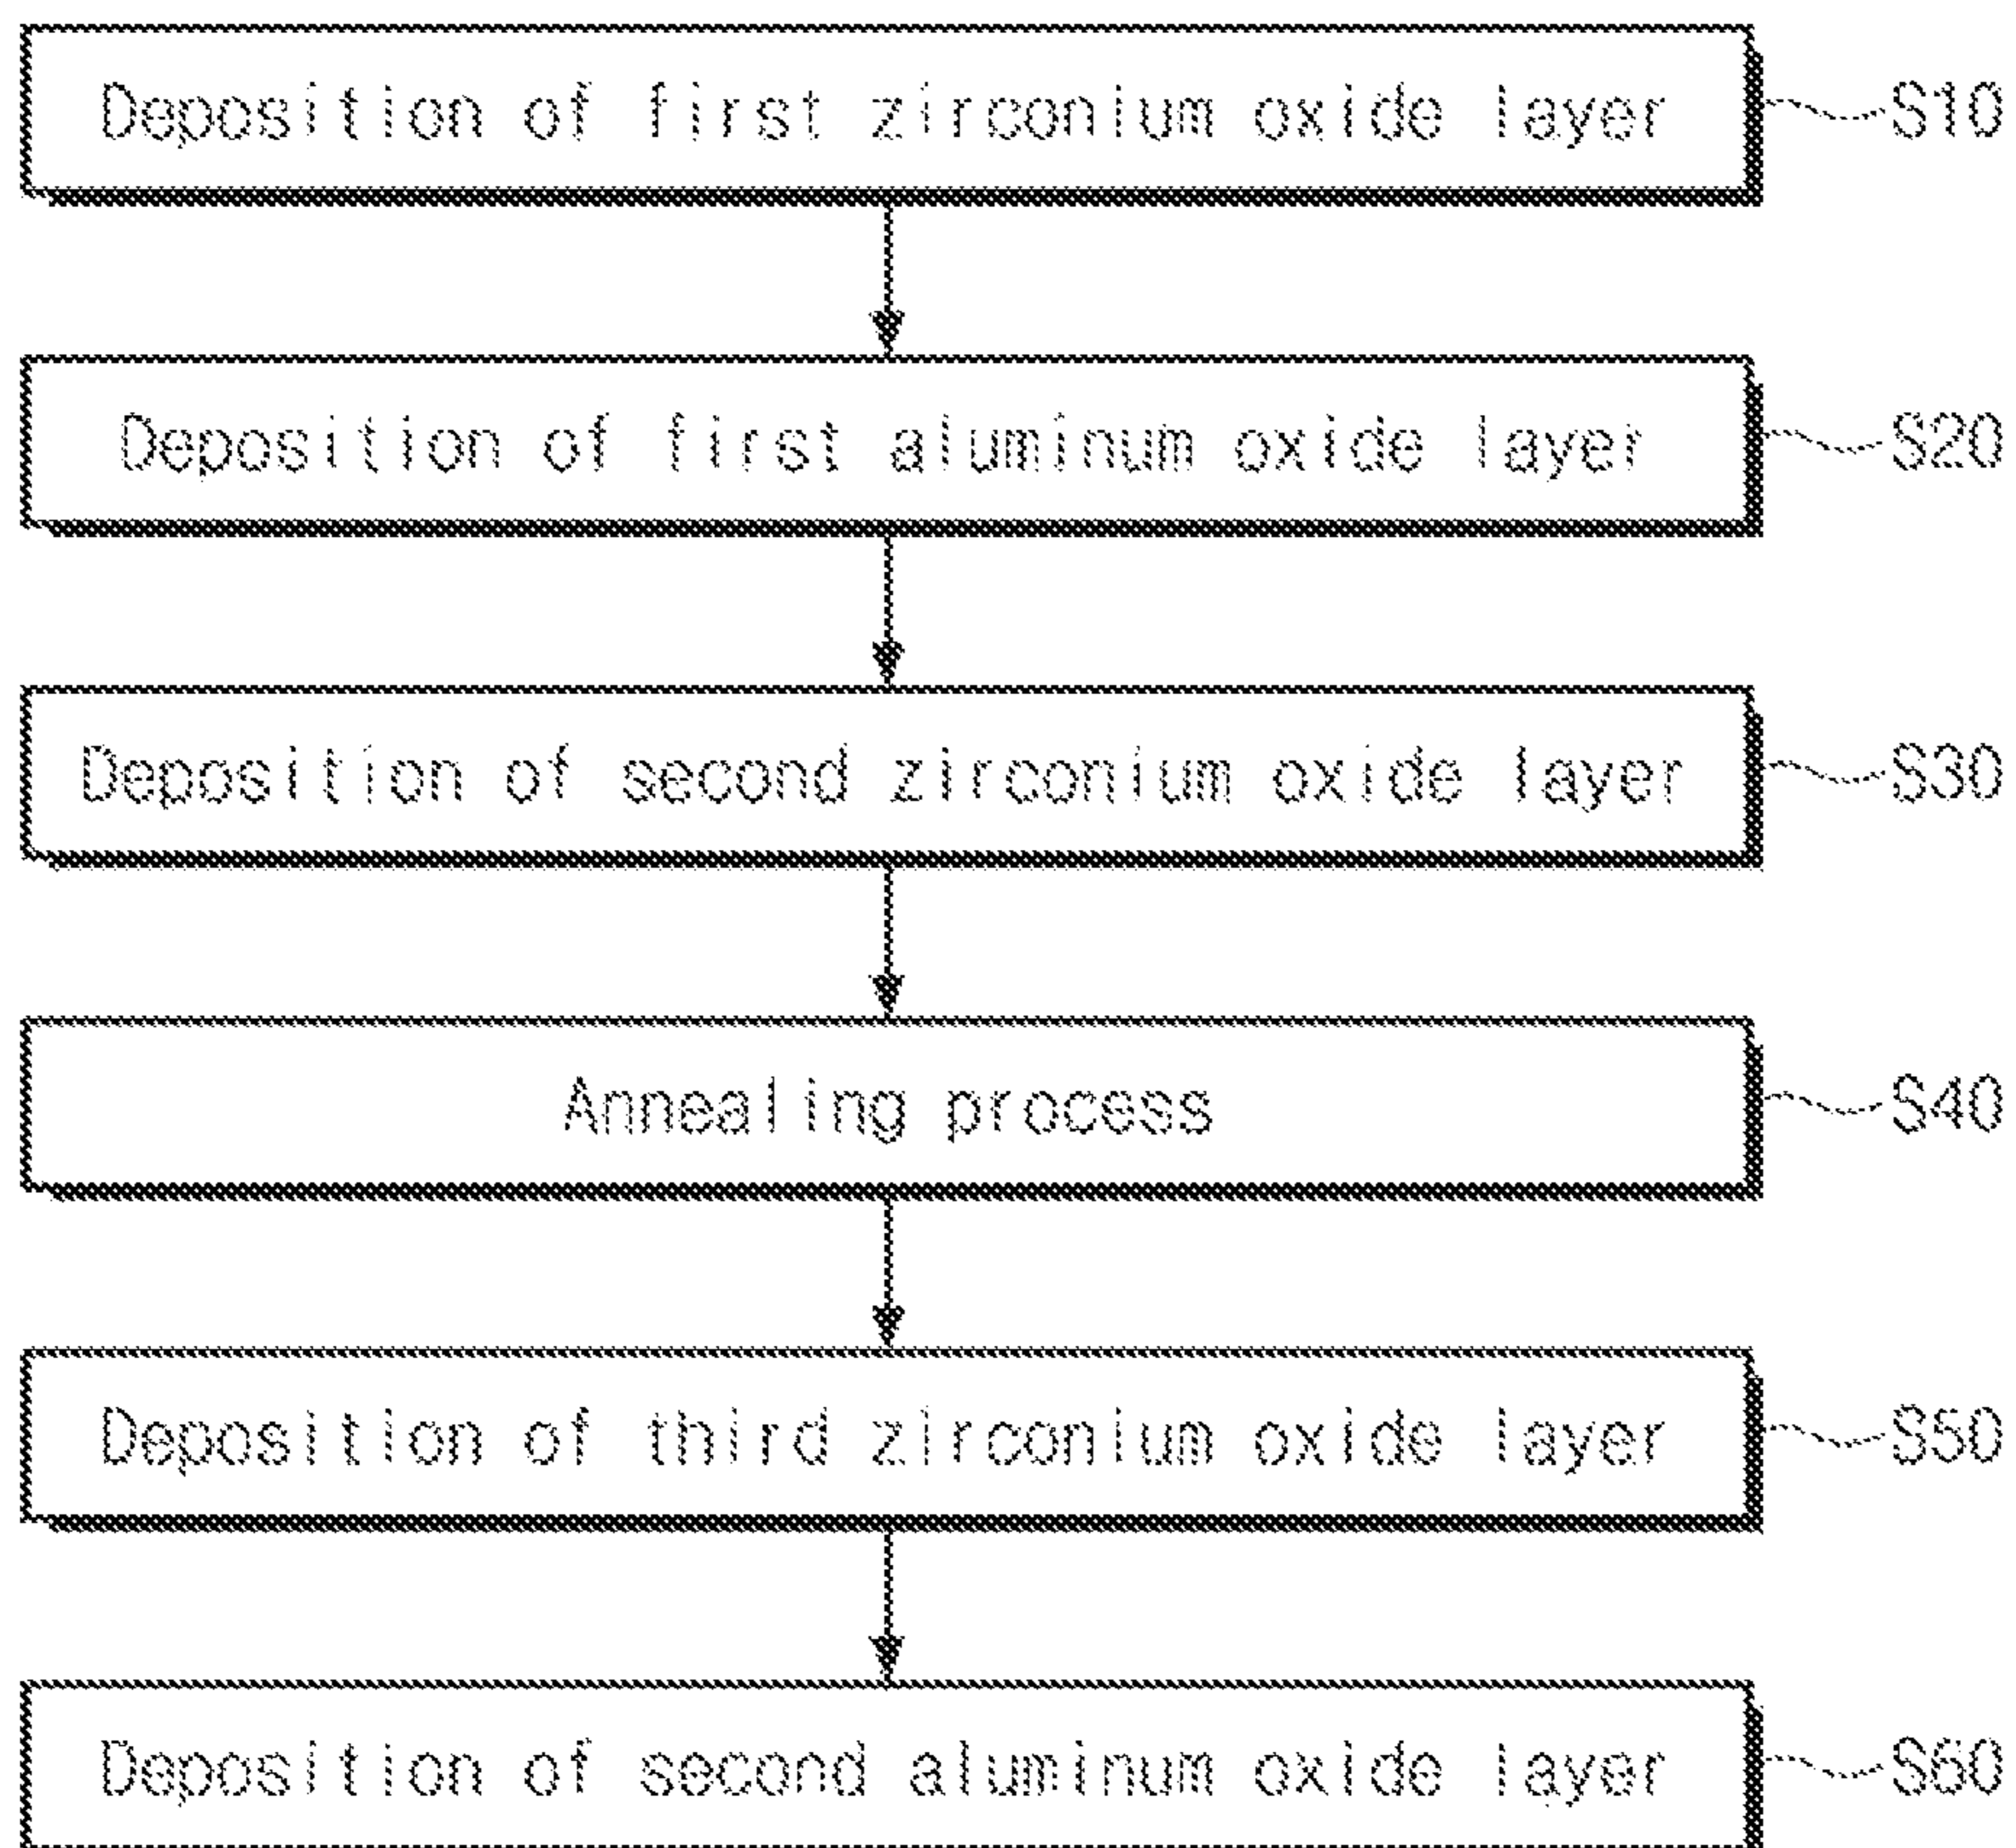 Deposition of first zirconium oxide layer S10
Deposition of first aluminum oxide layer S20
Deposition of second zirconium oxide layer S30
Annealing process S40
Deposition of third zirconium oxide layer S50
Deposition of second aluminum oxide layer S60